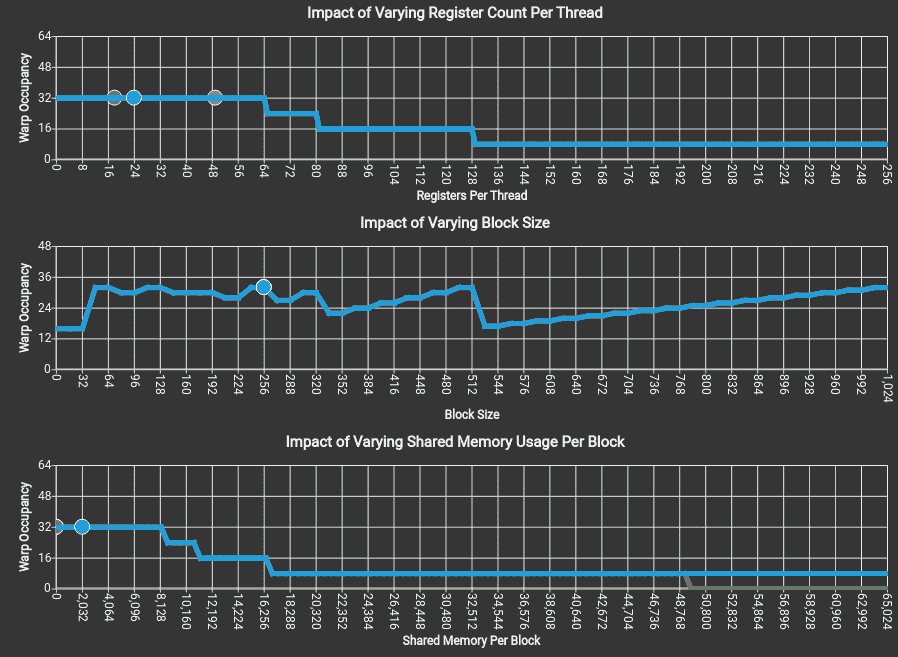 Impact of Varying Register Count Per Thread
Warp Occupancy
64
48
32
16
0
0 8 16 24 32 40 48 56 64 72 80 88 96 104 112 120 128 136 144 152 160 168 176 184 192 200 208 216 224 232 240 248 256
Registers Per Thread
Impact of Varying Block Size
Warp Occupancy
48
36
24
12
0
0 32 64 96 128 160 192 224 256 288 320 352 384 416 448 480 512 544 576 608 640 672 704 736 768 800 832 864 896 928 960 992 1,024
Block Size
Impact of Varying Shared Memory Usage Per Block
Warp Occupancy
64
48
32
16
0
0 2,032 4,064 6,096 8,128 10,160 12,192 14,224 16,256 18,288 20,320 22,352 24,384 26,416 28,448 30,480 32,512 34,544 36,576 38,608 40,640 42,672 44,704 46,736 48,768 50,800 52,832 54,864 56,896 58,928 60,960 62,992 65,024
Shared Memory Per Block